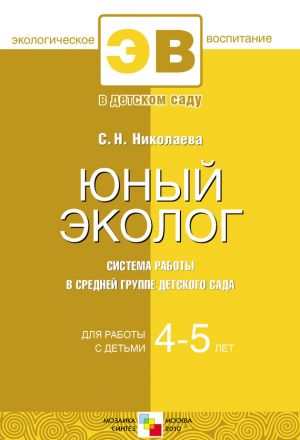 экологическое ЭВ воспитание
в детском саду
С. Н. Николаева
ЮНЫЙ
ЭКОЛОГ
СИСТЕМА РАБОТЫ
В СРЕДНЕЙ ГРУППЕ ДЕТСКОГО САДА
ДЛЯ РАБОТЫ
С ДЕТЬМИ 4-5 ЛЕТ
МОЗАИКА МОСКВА
СИНТЕЗ 2010